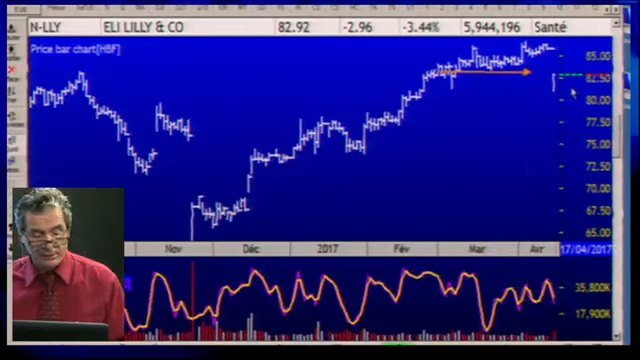 N-LLY ELI LILLY & CO 82.92 -2.96 -3.44% 5,944,196 Santé
Price bar chart[HBF]
85.00
82.50
80.00
77.50
75.00
72.50
70.00
67.50
65.00
Nov Déc 2017 Fév Mar Avr 17/04/2017
35,800K
17,900K